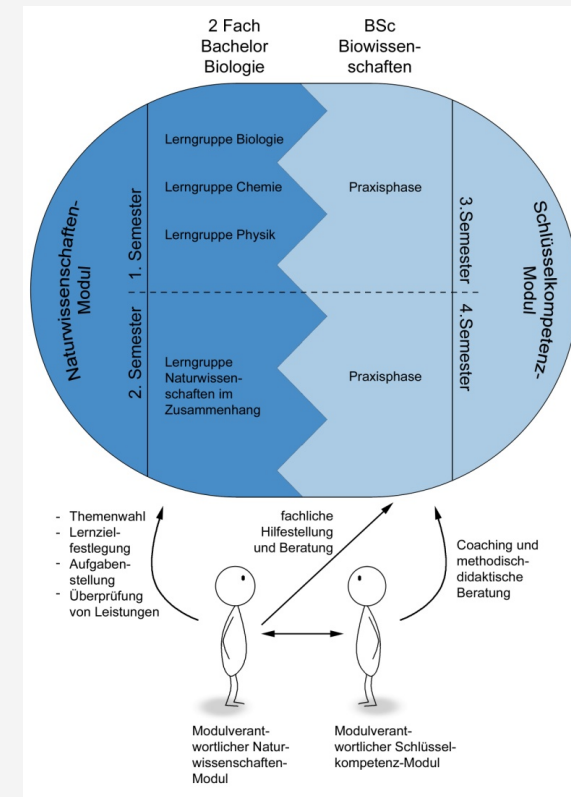 2 Fach
Bachelor
Biologie
BSc
Biowissen-
schaften
Naturwissenschaften-
Modul
1. Semester
2. Semester
Lerngruppe Biologie
Lerngruppe Chemie
Lerngruppe Physik
Lerngruppe
Naturwissen-
schaften im
Zusammenhang
Praxisphase
Praxisphase
3.Semester
4.Semester
Schlüsselkompetenz-
Modul
- Themenwahl
- Lernziel-
festlegung
- Aufgaben-
stellung
- Überprüfung
von Leistungen
fachliche
Hilfestellung
und Beratung
Coaching und
methodisch-
didaktische
Beratung
Modulverant-
wortlicher Natur-
wissenschaften-
Modul
Modulverant-
wortlicher Schlüssel-
kompetenz-Modul